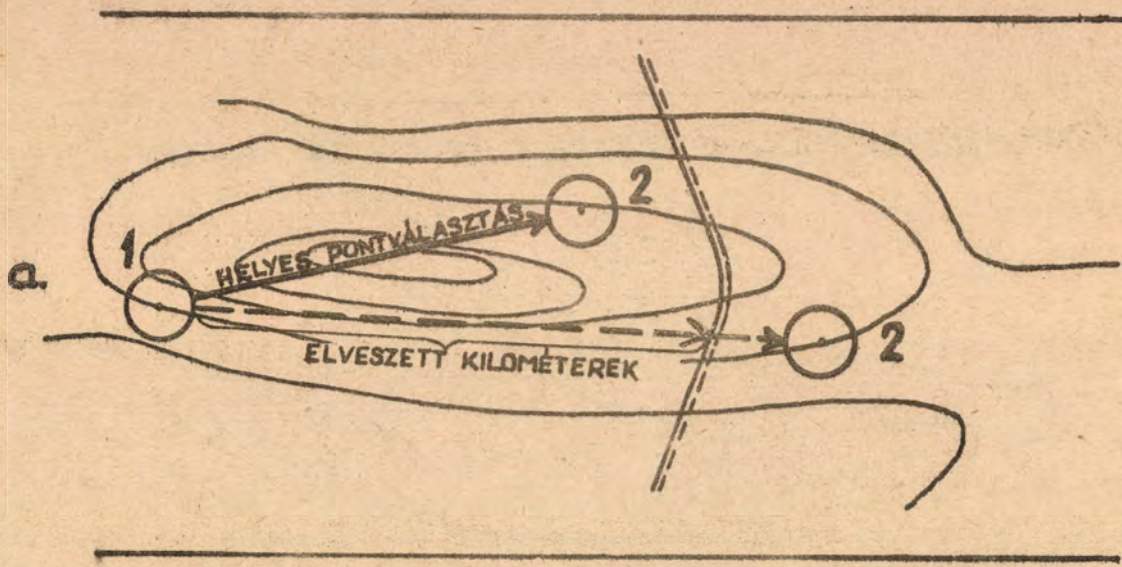 2
1
HELYES PONTVÁLASZTÁS
a.
2
ELVESZETT KILOMÉTEREK